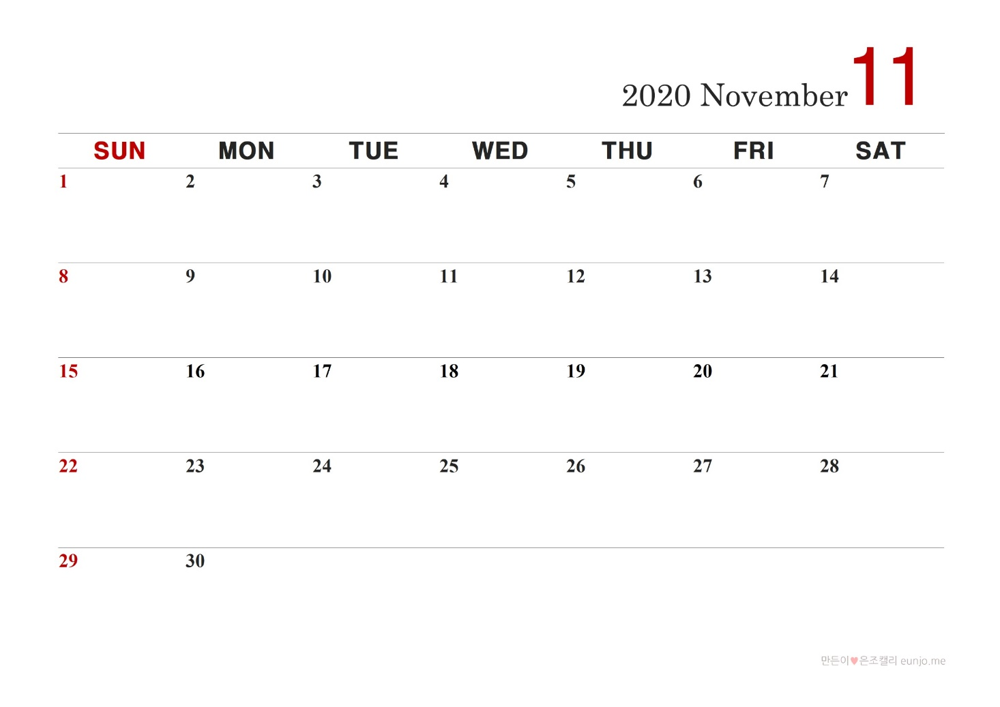 2020 November 11
SUN MON TUE WED THU FRI SAT
1 2 3 4 5 6 7
8 9 10 11 12 13 14
15 16 17 18 19 20 21
22 23 24 25 26 27 28
29 30
만든이♥은조캘리 eunjo.me